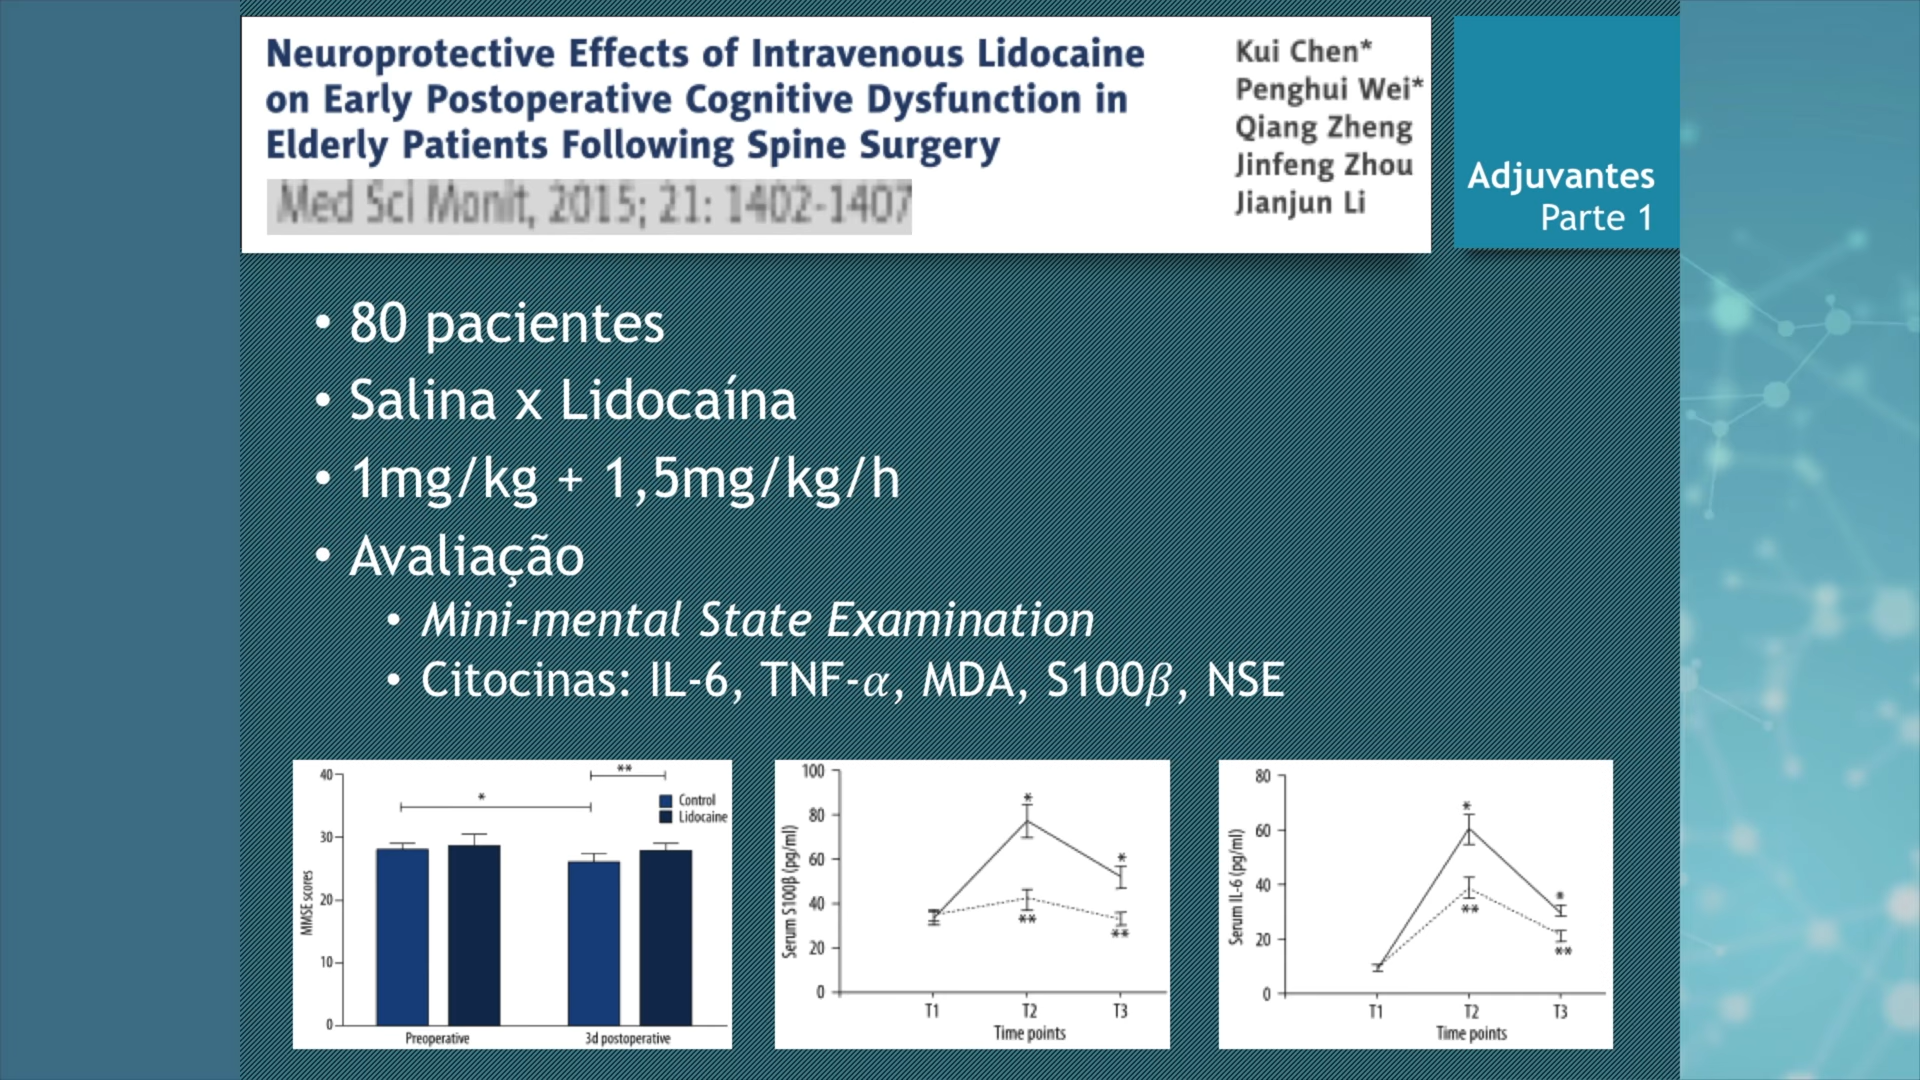 Neuroprotective Effects of Intravenous Lidocaine
on Early Postoperative Cognitive Dysfunction in
Elderly Patients Following Spine Surgery
Med Sci Monit, 2015; 21: 1402-1407
Kui Chen*
Penghui Wei*
Qiang Zheng
Jinfeng Zhou
Jianjun Li
Adjuvantes
Parte 1
• 80 pacientes
• Salina x Lidocaína
• 1mg/kg + 1,5mg/kg/h
• Avaliação
• Mini-mental State Examination
• Citocinas: IL-6, TNF-α, MDA, S100β, NSE
40
30
20
10
0
MMSE scores
*
**
Control
Lidocaine
Preoperative
3d postoperative
100
80
60
40
20
0
Serum S100β (pg/ml)
*
*
**
**
T1
T2
T3
Time points
80
60
40
20
0
Serum IL-6 (pg/ml)
*
*
**
**
T1
T2
T3
Time points